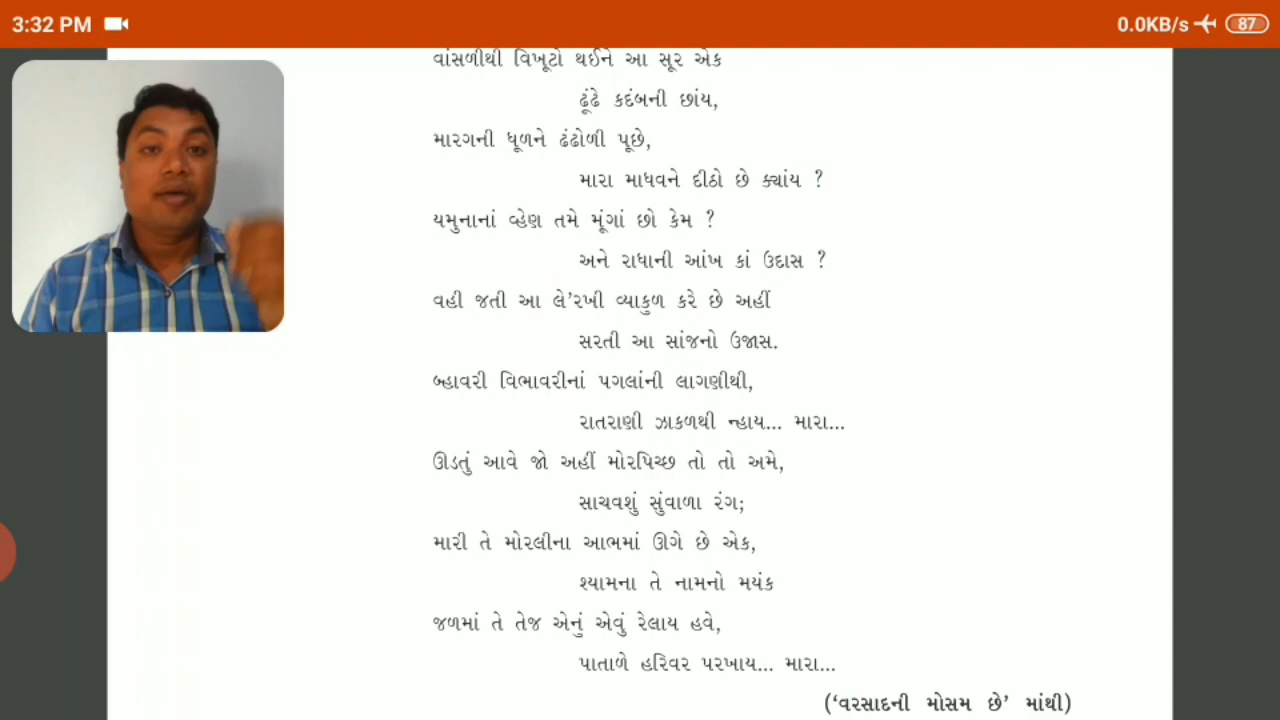 3:32 PM
0.0KB/s
87
વાંસળીથી વિખૂટો થઈને આ સૂર એક
ઢૂંઢે કદંબની છાંય,
મારગની ધૂળને ઢંઢોળી પૂછે,
મારા માધવને દીઠો છે ક્યાંય ?
યમુનાનાં વ્હેણ તમે મૂંગાં છો કેમ ?
અને રાધાની આંખ કાં ઉદાસ ?
વહી જતી આ લે’રખી વ્યાકુળ કરે છે અહીં
સરતી આ સાંજનો ઉજાસ.
બ્હાવરી વિભાવરીનાં પગલાંની લાગણીથી,
રાતરાણી ઝાકળથી ન્હાય... મારા...
ઊડતું આવે જો અહીં મોરપિચ્છ તો તો અમે,
સાચવશું સુંવાળા રંગ;
મારી તે મોરલીના આભમાં ઊગે છે એક,
શ્યામના તે નામનો મયંક
જળમાં તે તેજ એનું એવું રેલાય હવે,
પાતાળે હરિવર પરખાય... મારા...
(‘વરસાદની મોસમ છે’ માંથી)